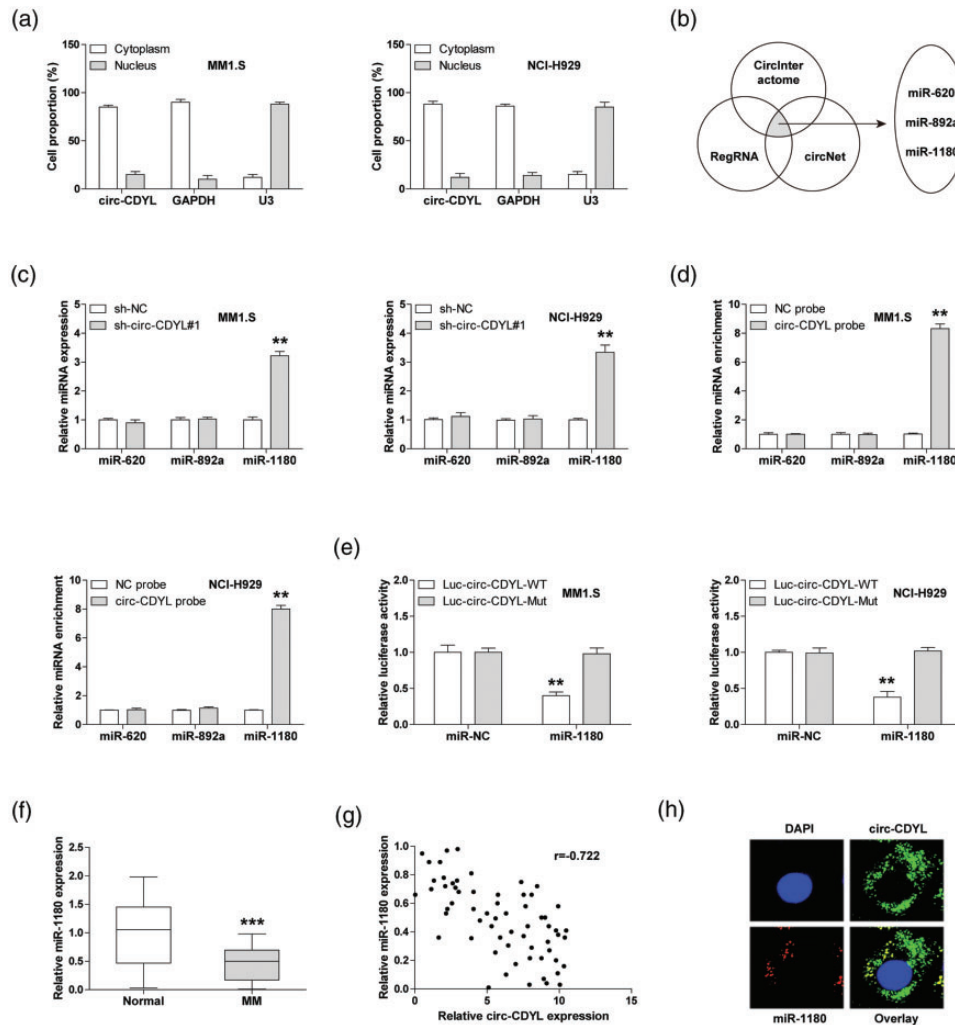 (a)
150
100
50
0
Cell proportion (%)
Cytoplasm
Nucleus
MM1.S
circ-CDYL GAPDH U3
150
100
50
0
Cell proportion (%)
Cytoplasm
Nucleus
NCI-H929
circ-CDYL GAPDH U3
(b)
CircInter
actome
RegRNA
circNet
miR-620
miR-892a
miR-1180
(c)
5
4
3
2
1
0
Relative miRNA expression
sh-NC
sh-circ-CDYL#1
MM1.S
**
miR-620 miR-892a miR-1180
5
4
3
2
1
0
Relative miRNA expression
sh-NC
sh-circ-CDYL#1
NCI-H929
**
miR-620 miR-892a miR-1180
(d)
10
8
6
4
2
0
Relative miRNA enrichment
NC probe
circ-CDYL probe
MM1.S
**
miR-620 miR-892a miR-1180
10
8
6
4
2
0
Relative miRNA enrichment
NC probe
circ-CDYL probe
NCI-H929
**
miR-620 miR-892a miR-1180
(e)
2.0
1.5
1.0
0.5
0.0
Relative luciferase activity
Luc-circ-CDYL-WT
Luc-circ-CDYL-Mut
MM1.S
**
miR-NC miR-1180
2.0
1.5
1.0
0.5
0.0
Relative luciferase activity
Luc-circ-CDYL-WT
Luc-circ-CDYL-Mut
NCI-H929
**
miR-NC miR-1180
(f)
2.5
2.0
1.5
1.0
0.5
0.0
Relative miR-1180 expression
***
Normal MM
(g)
1.0
0.8
0.6
0.4
0.2
0.0
Relative miR-1180 expression
r=-0.722
0 5 10 15
Relative circ-CDYL expression
(h)
DAPI circ-CDYL
miR-1180 Overlay